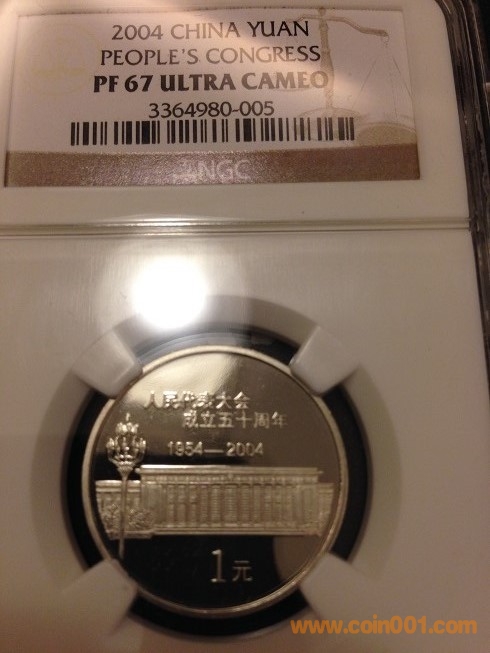 2004 CHINA YUAN
PEOPLE'S CONGRESS
PF 67 ULTRA CAMEO
3364980-005
NGC
人民代表大会
成立五十周年
1954—2004
1元
www.coin001.com